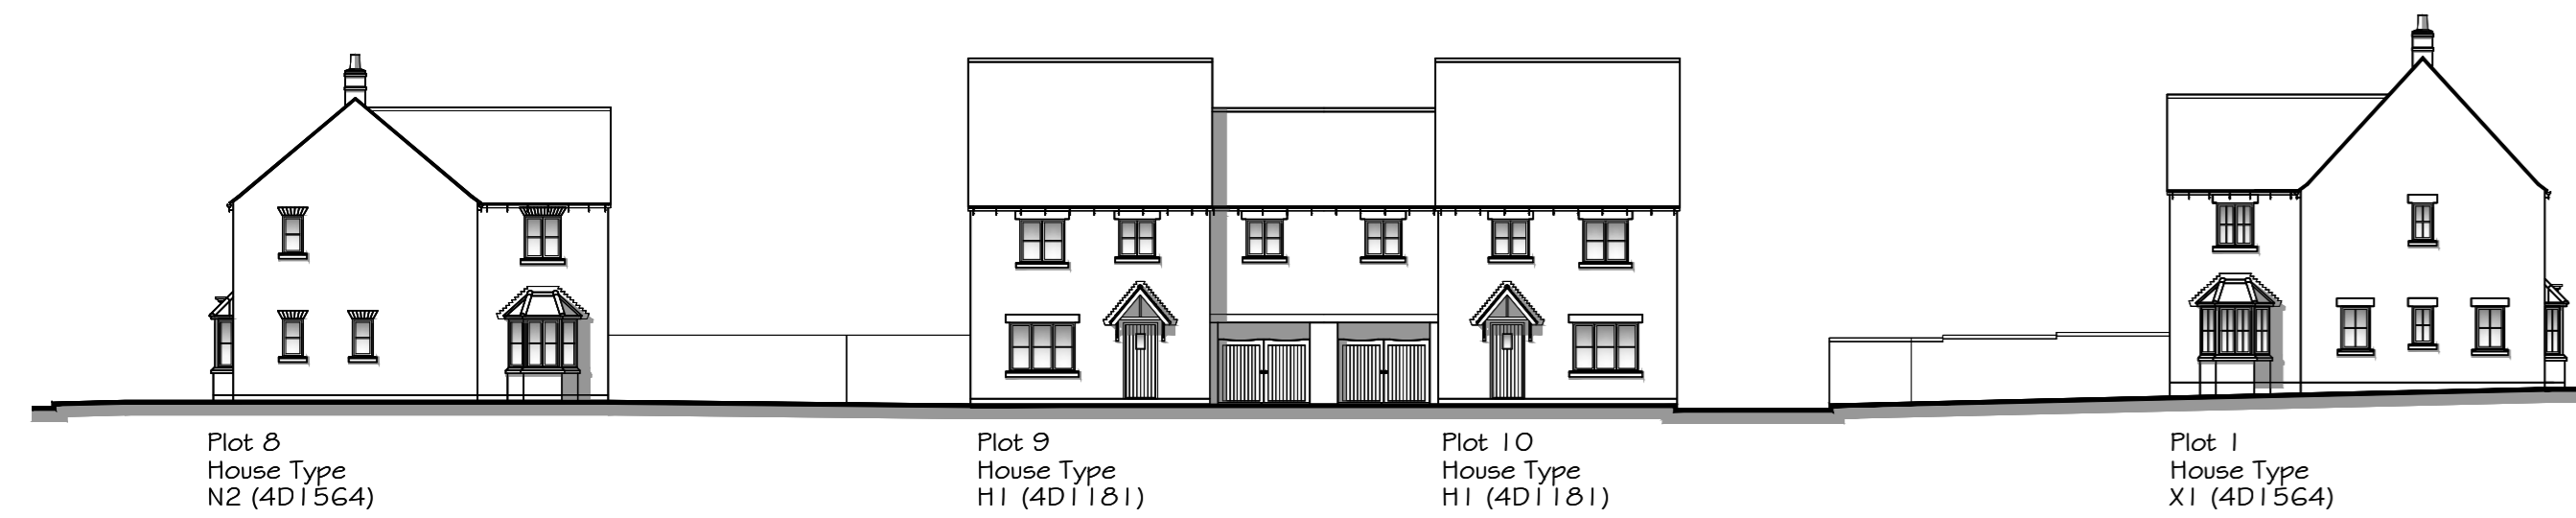 Plot 8
House Type
N2 (4D1564)
Plot 9
House Type
H1 (4D1181)
Plot 10
House Type
H1 (4D1181)
Plot 1
House Type
X1 (4D1564)